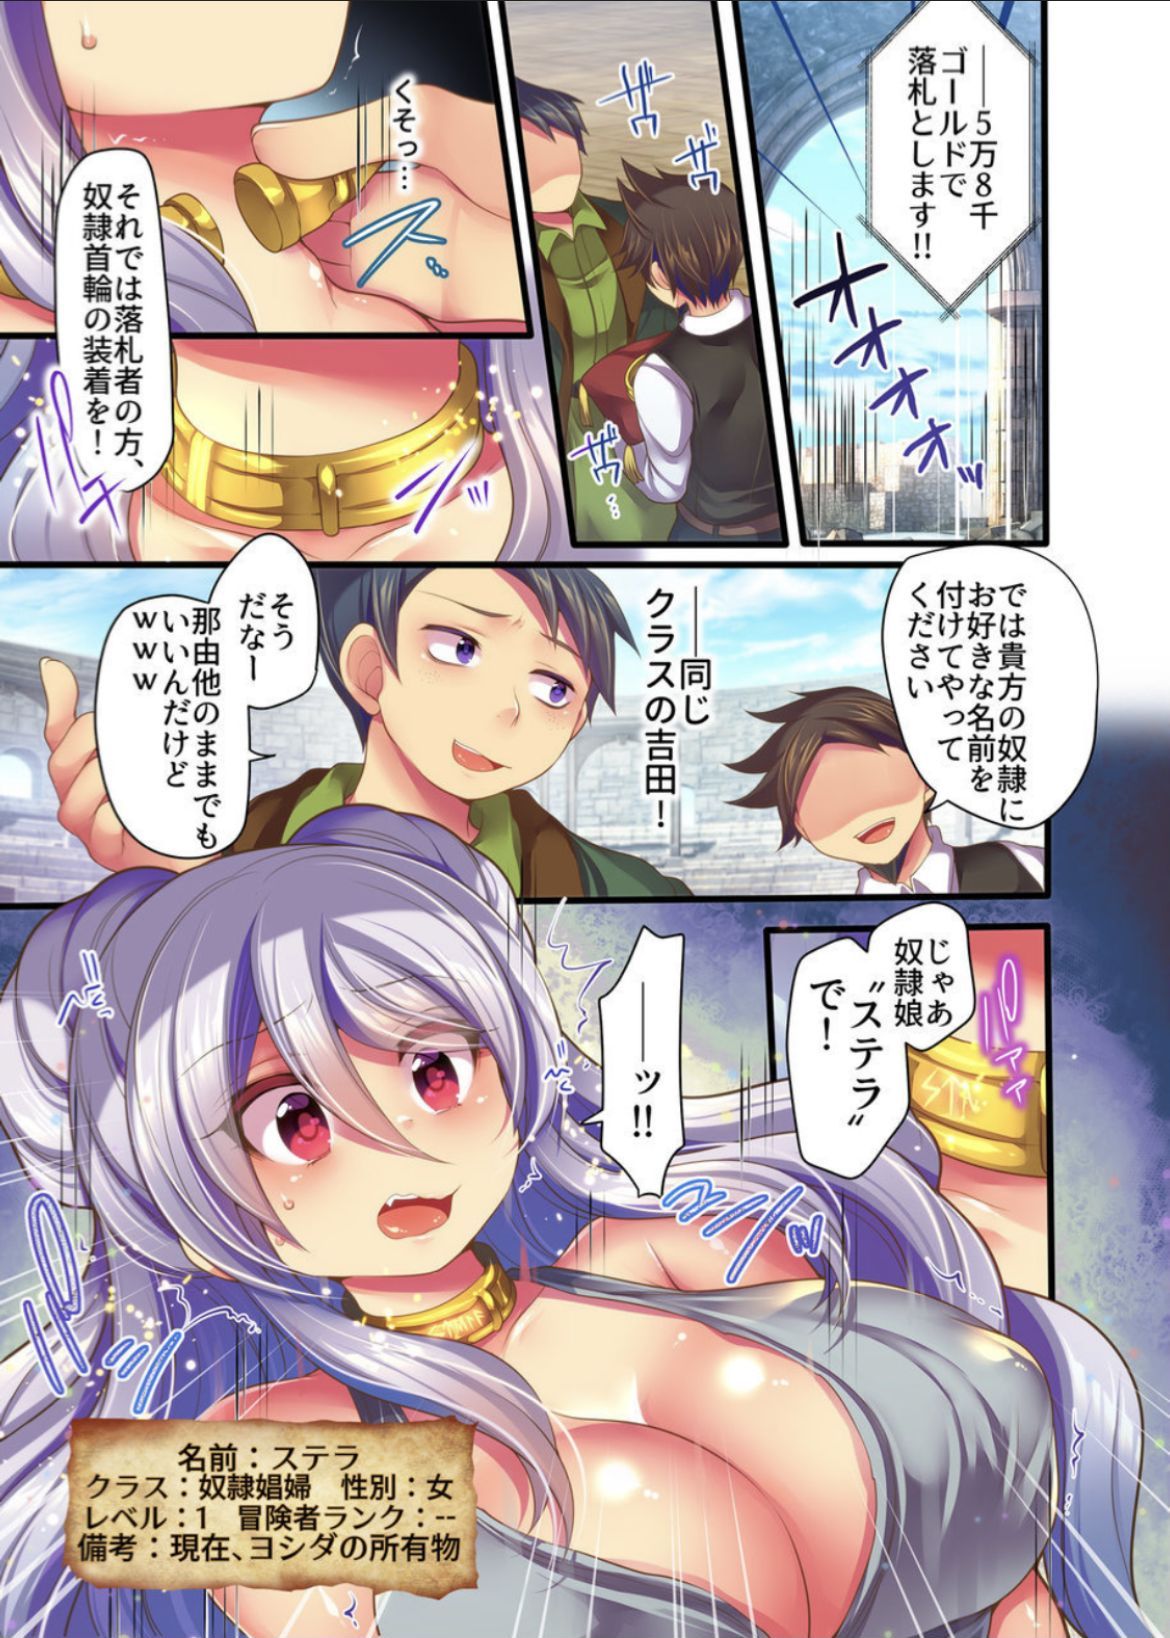 ――5万8千
ゴールドで
落札とします!!
オオオオッ
ザワ
ザワ
ザワ…
くそっ…
ズ…
それでは落札者の方、
奴隷首輪の装着を!
では貴方の奴隷に
お好きな名前を
付けてやって
ください
――同じ
クラスの吉田!
そう
だなー
那由他のままでも
いいんだけど
www
じゃあ
奴隷娘
〝ステラ〟
で!
―――ッ!!
名前：ステラ
クラス：奴隷娼婦　性別：女
レベル：1　冒険者ランク：--
備考：現在、ヨシダの所有物